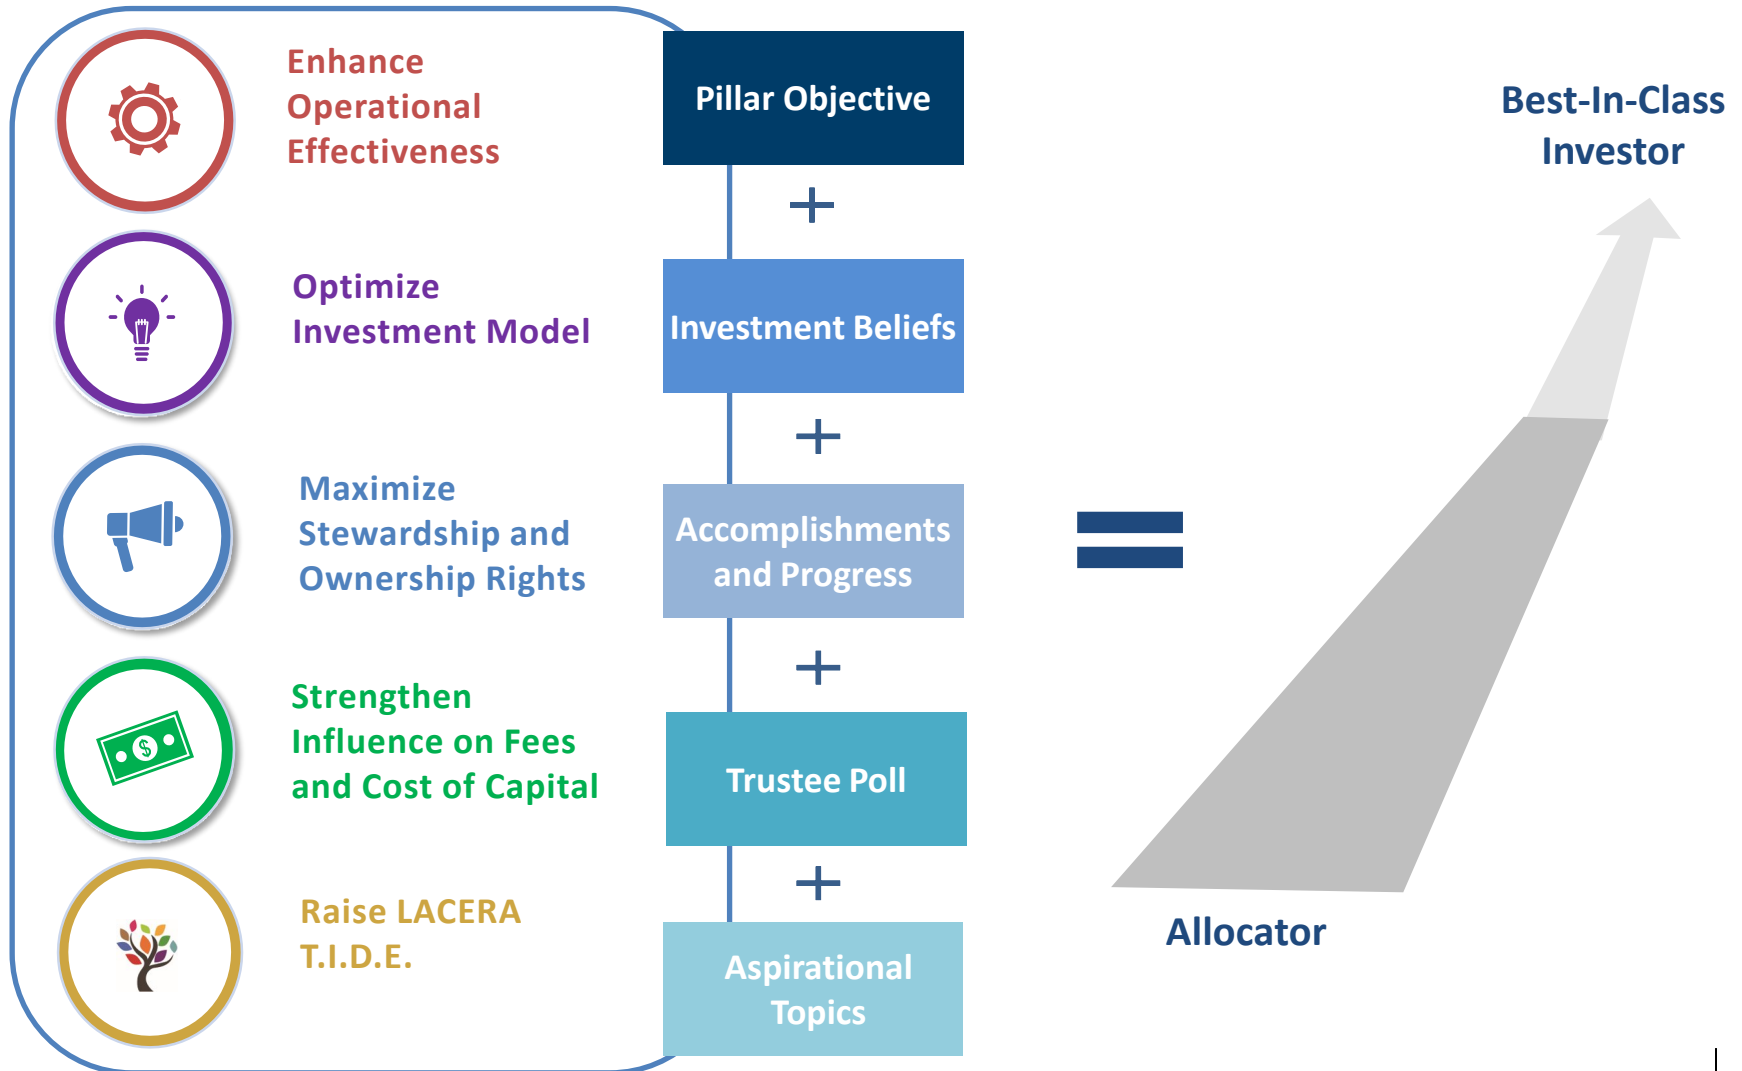 Enhance
Operational
Effectiveness
Optimize
Investment Model
Maximize
Stewardship and
Ownership Rights
Strengthen
Influence on Fees
and Cost of Capital
$
Raise LACERA
T.I.D.E.
Pillar Objective
+
Investment Beliefs
+
Accomplishments
and Progress
+
Trustee Poll
+
Aspirational
Topics
=
Best-In-Class
Investor
Allocator